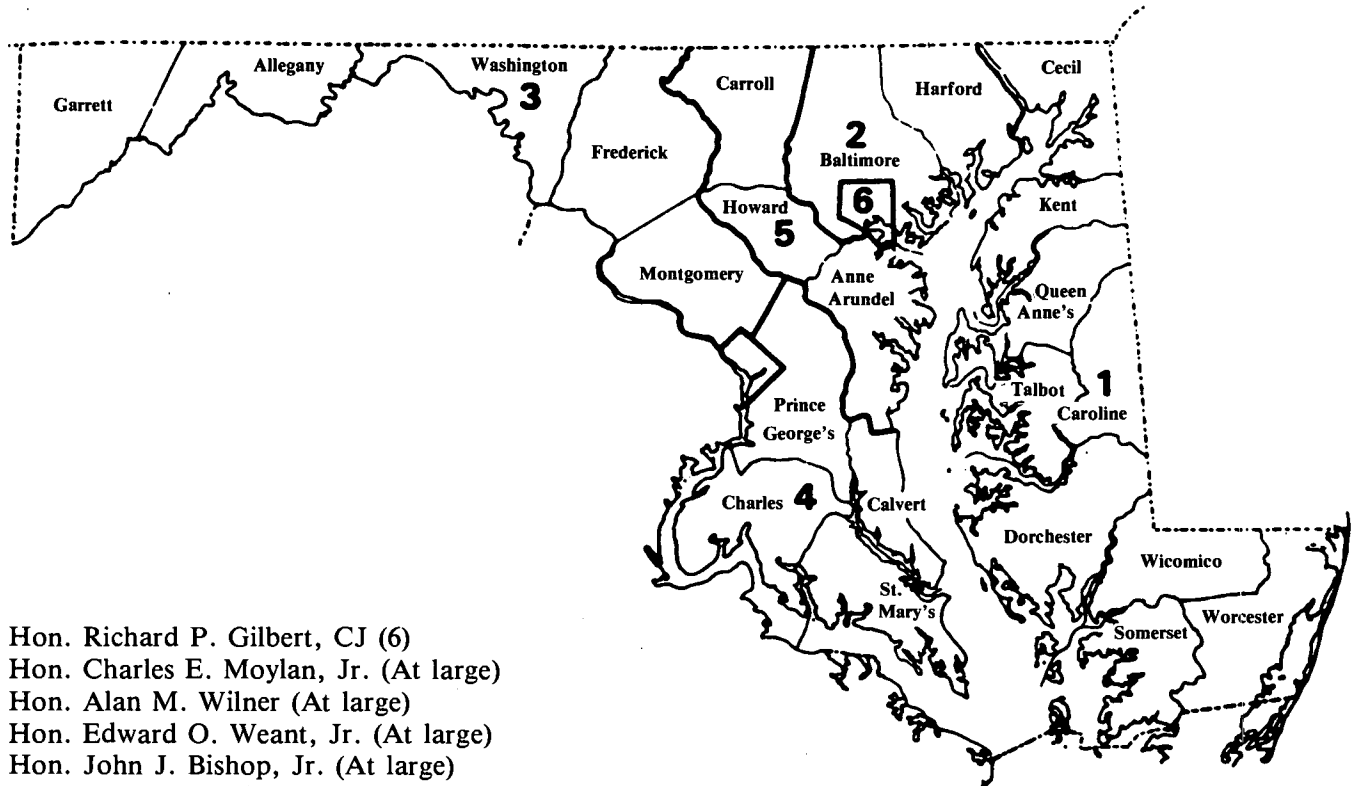 Garrett
Allegany
Washington
3
Frederick
Carroll
2
Baltimore
6
Harford
Cecil
Kent
Howard
5
Montgomery
Anne
Arundel
Queen
Anne's
Talbot
1
Caroline
Prince
George's
Charles 4
Calvert
St.
Mary's
Dorchester
Wicomico
Somerset
Worcester
Hon. Richard P. Gilbert, CJ (6)
Hon. Charles E. Moylan, Jr. (At large)
Hon. Alan M. Wilner (At large)
Hon. Edward O. Weant, Jr. (At large)
Hon. John J. Bishop, Jr. (At large)